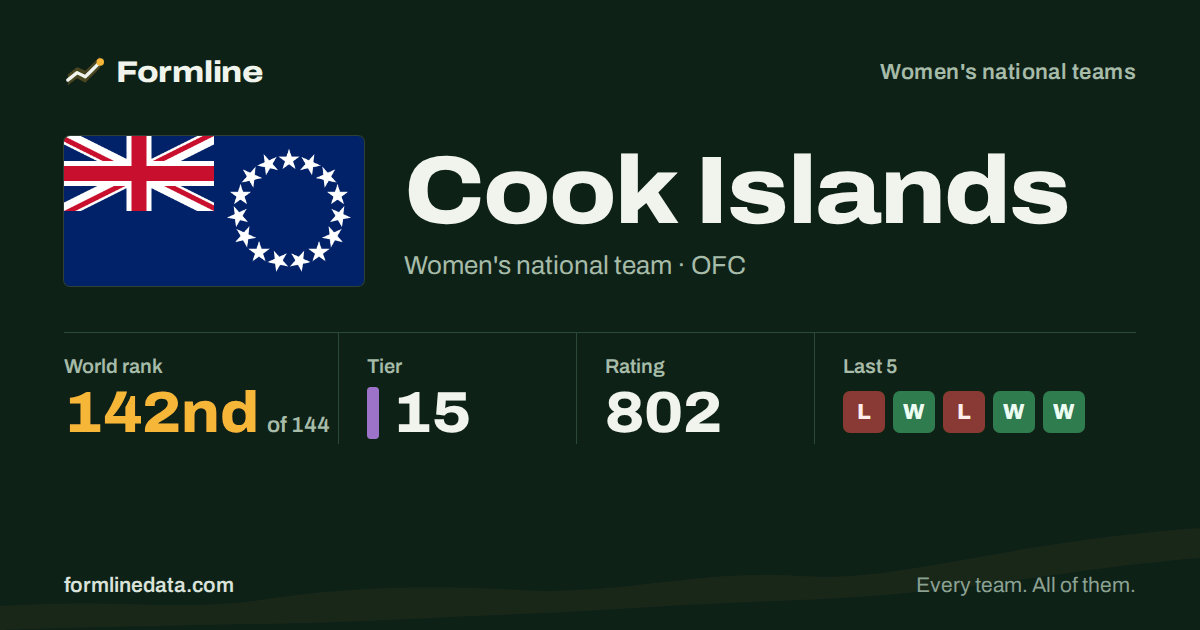 Formline
Women's national teams
Cook Islands
Women's national team · OFC
World rank
142nd of 144
Tier
15
Rating
802
Last 5
L W L W W
formlinedata.com
Every team. All of them.